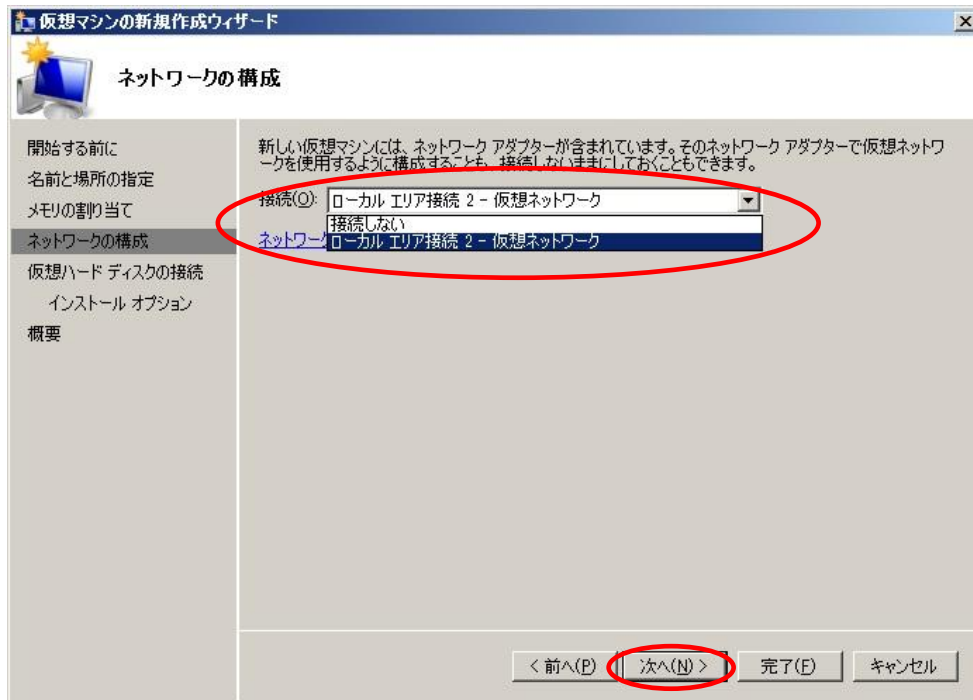 仮想マシンの新規作成ウィザード
ネットワークの構成
開始する前に
名前と場所の指定
メモリの割り当て
ネットワークの構成
仮想ハード ディスクの接続
インストール オプション
概要
新しい仮想マシンには、ネットワーク アダプターが含まれています。そのネットワーク アダプターで仮想ネットワ
ークを使用するように構成することも、接続しないままにしておくこともできます。
接続(O): ローカル エリア接続 2 - 仮想ネットワーク
接続しない
ローカル エリア接続 2 - 仮想ネットワーク
< 前へ(P) 次へ(N) > 完了(F) キャンセル